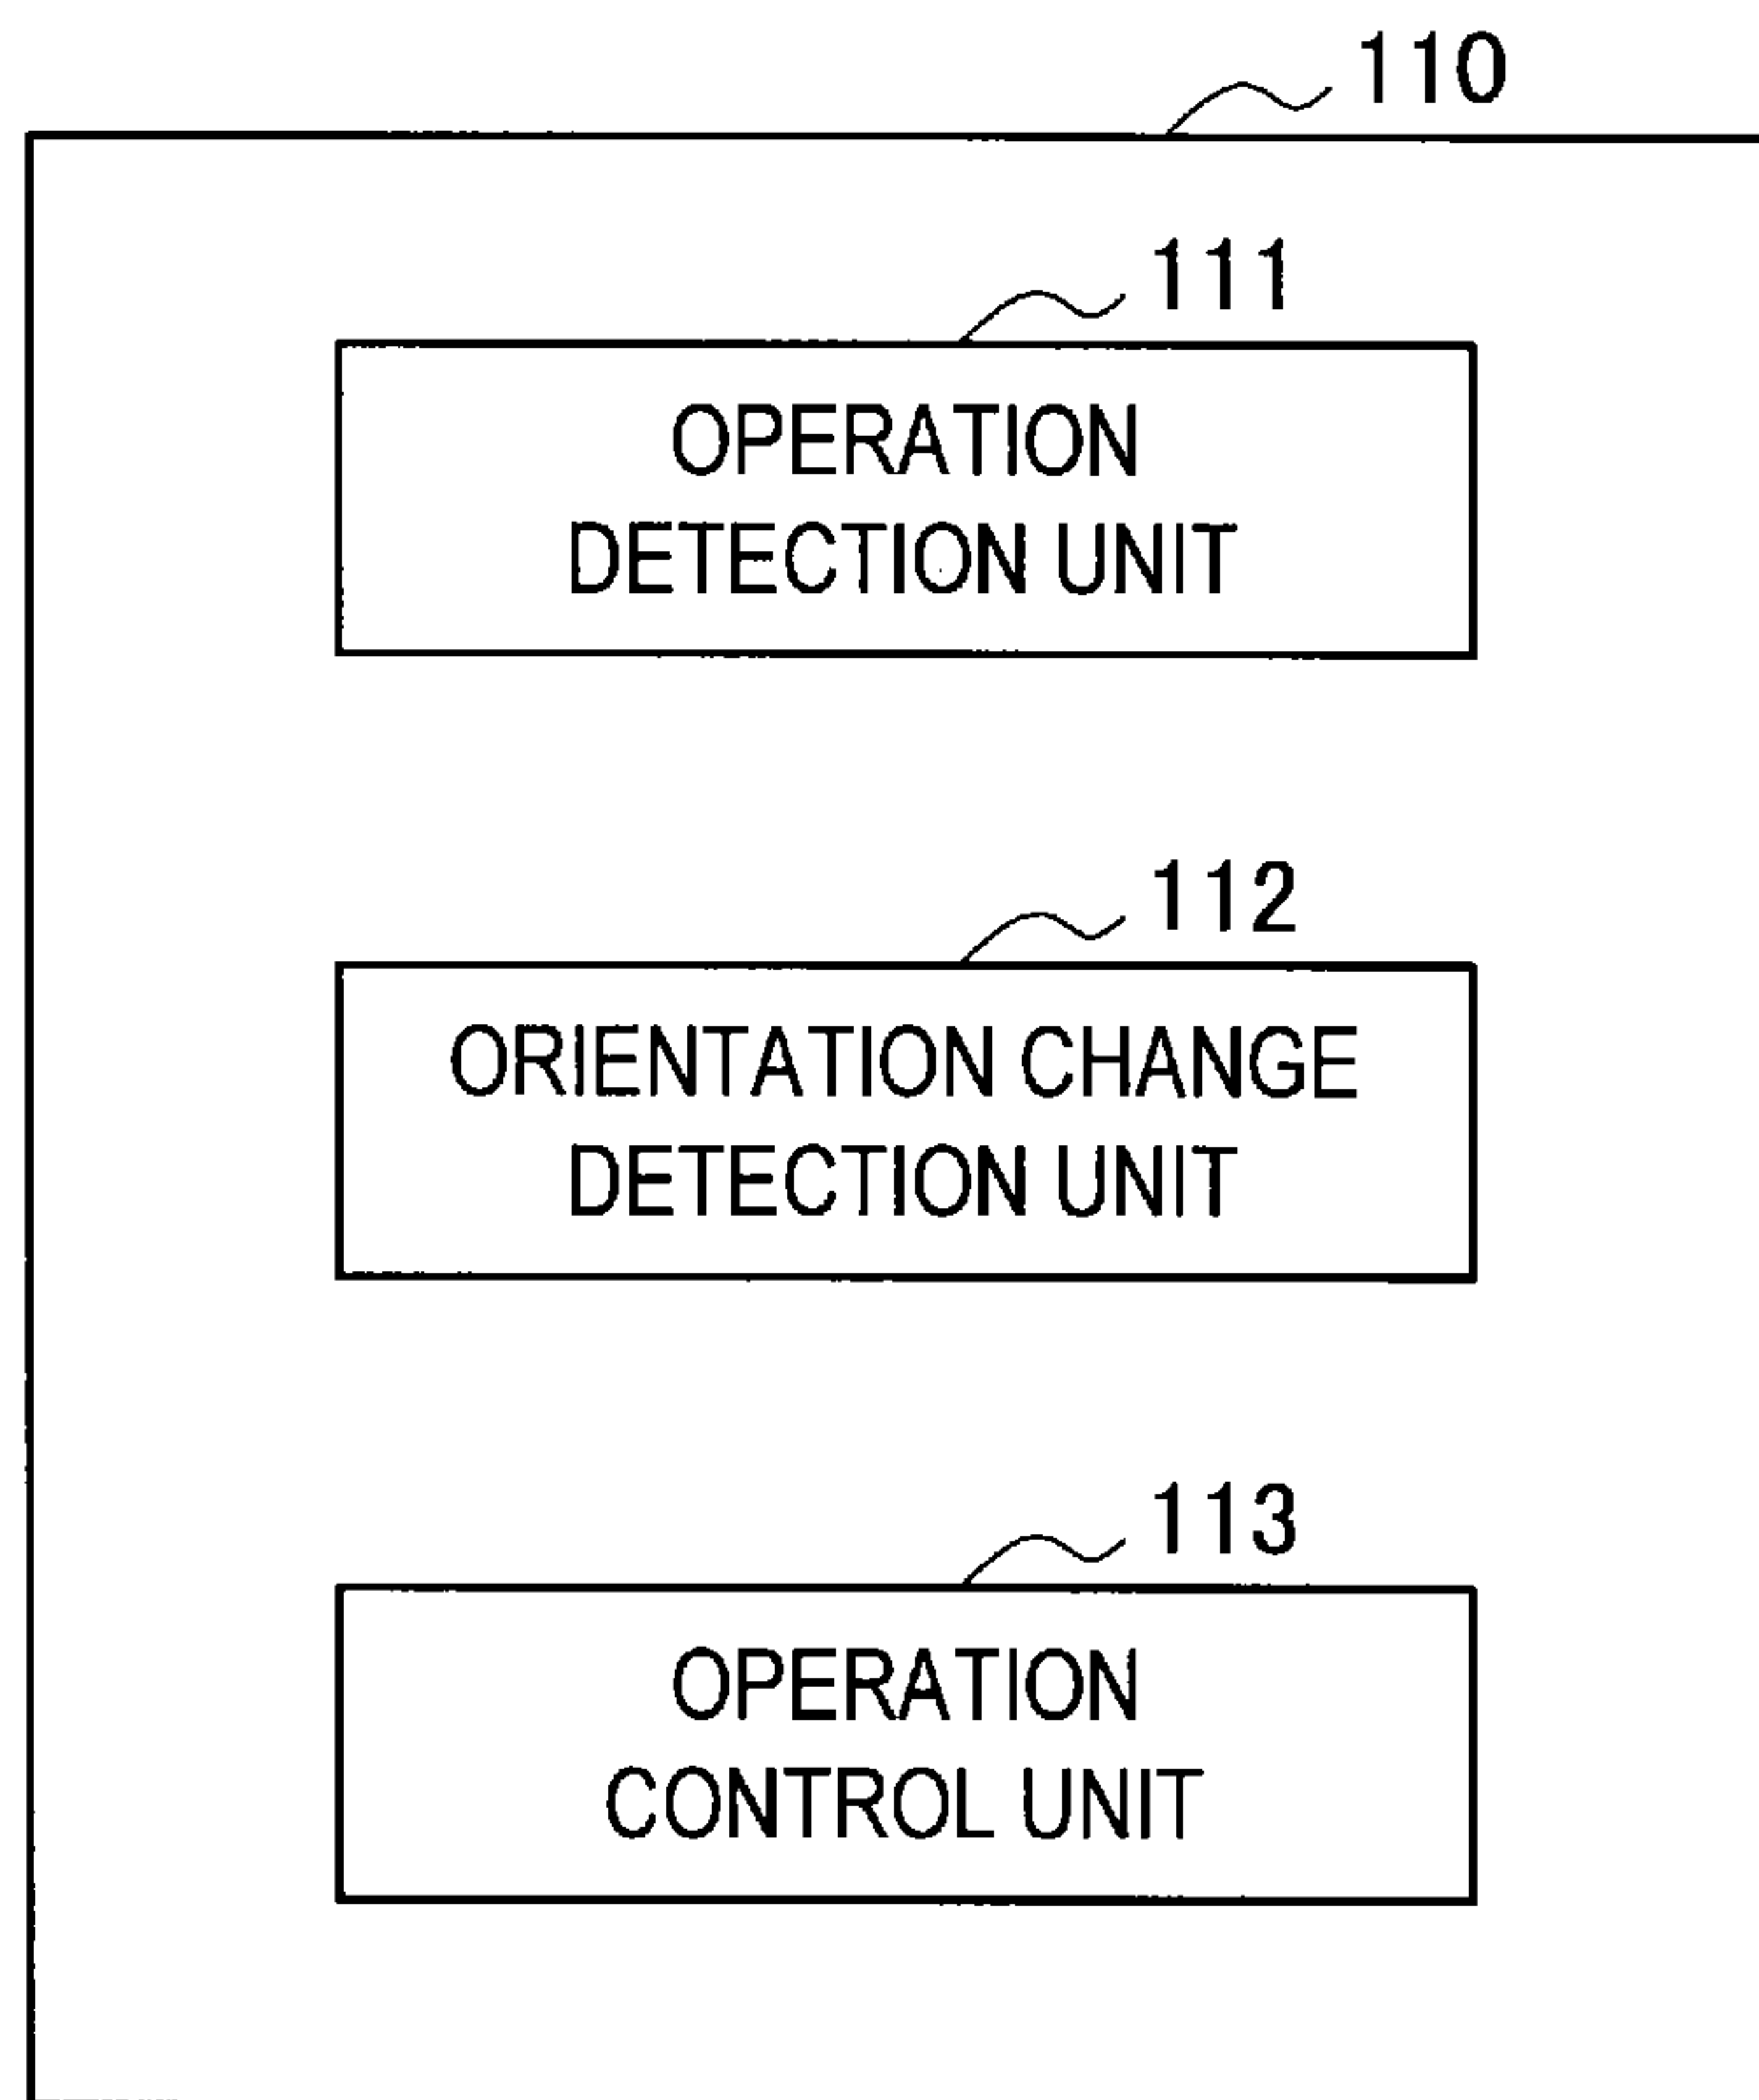 110
111
OPERATION
DETECTION UNIT
112
ORIENTATION CHANGE
DETECTION UNIT
113
OPERATION
CONTROL UNIT